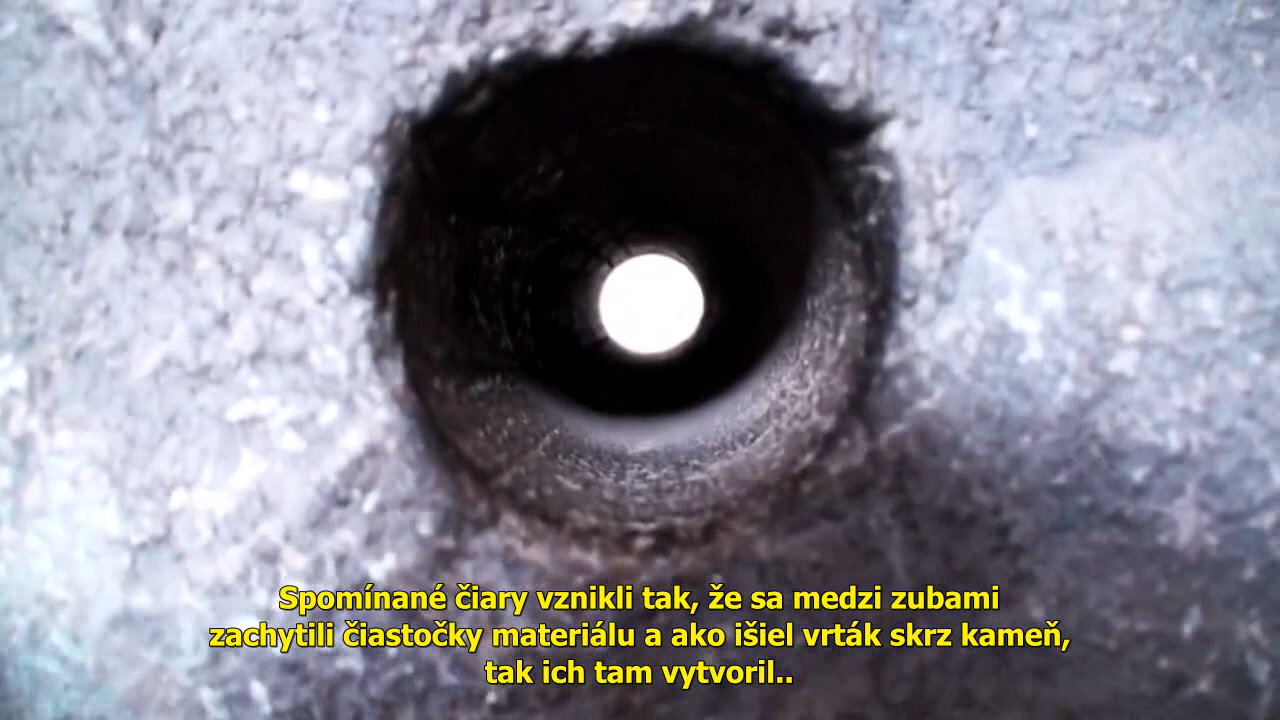 Spomínané čiary vznikli tak, že sa medzi zubami
zachytili čiastočky materiálu a ako išiel vrták skrz kameň,
tak ich tam vytvoril..